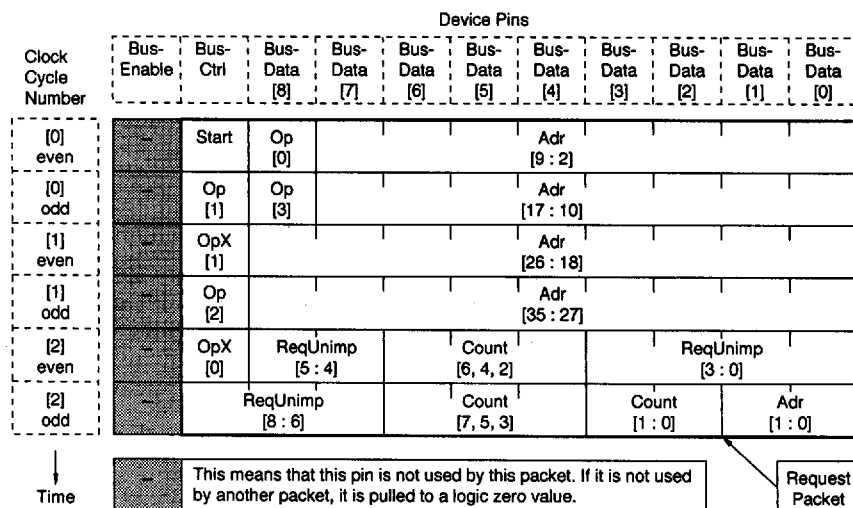 Device Pins
Clock Cycle Number
Bus-Enable Bus-Ctrl Bus-Data [8] Bus-Data [7] Bus-Data [6] Bus-Data [5] Bus-Data [4] Bus-Data [3] Bus-Data [2] Bus-Data [1] Bus-Data [0]
[0] even – Start Op [0] Adr [9 : 2]
[0] odd – Op [1] Op [3] Adr [17 : 10]
[1] even – OpX [1] Adr [26 : 18]
[1] odd – Op [2] Adr [35 : 27]
[2] even – OpX [0] ReqUnimp [5 : 4] Count [6, 4, 2] ReqUnimp [3 : 0]
[2] odd – ReqUnimp [8 : 6] Count [7, 5, 3] Count [1 : 0] Adr [1 : 0]
Time
– This means that this pin is not used by this packet. If it is not used
by another packet, it is pulled to a logic zero value.
Request
Packet